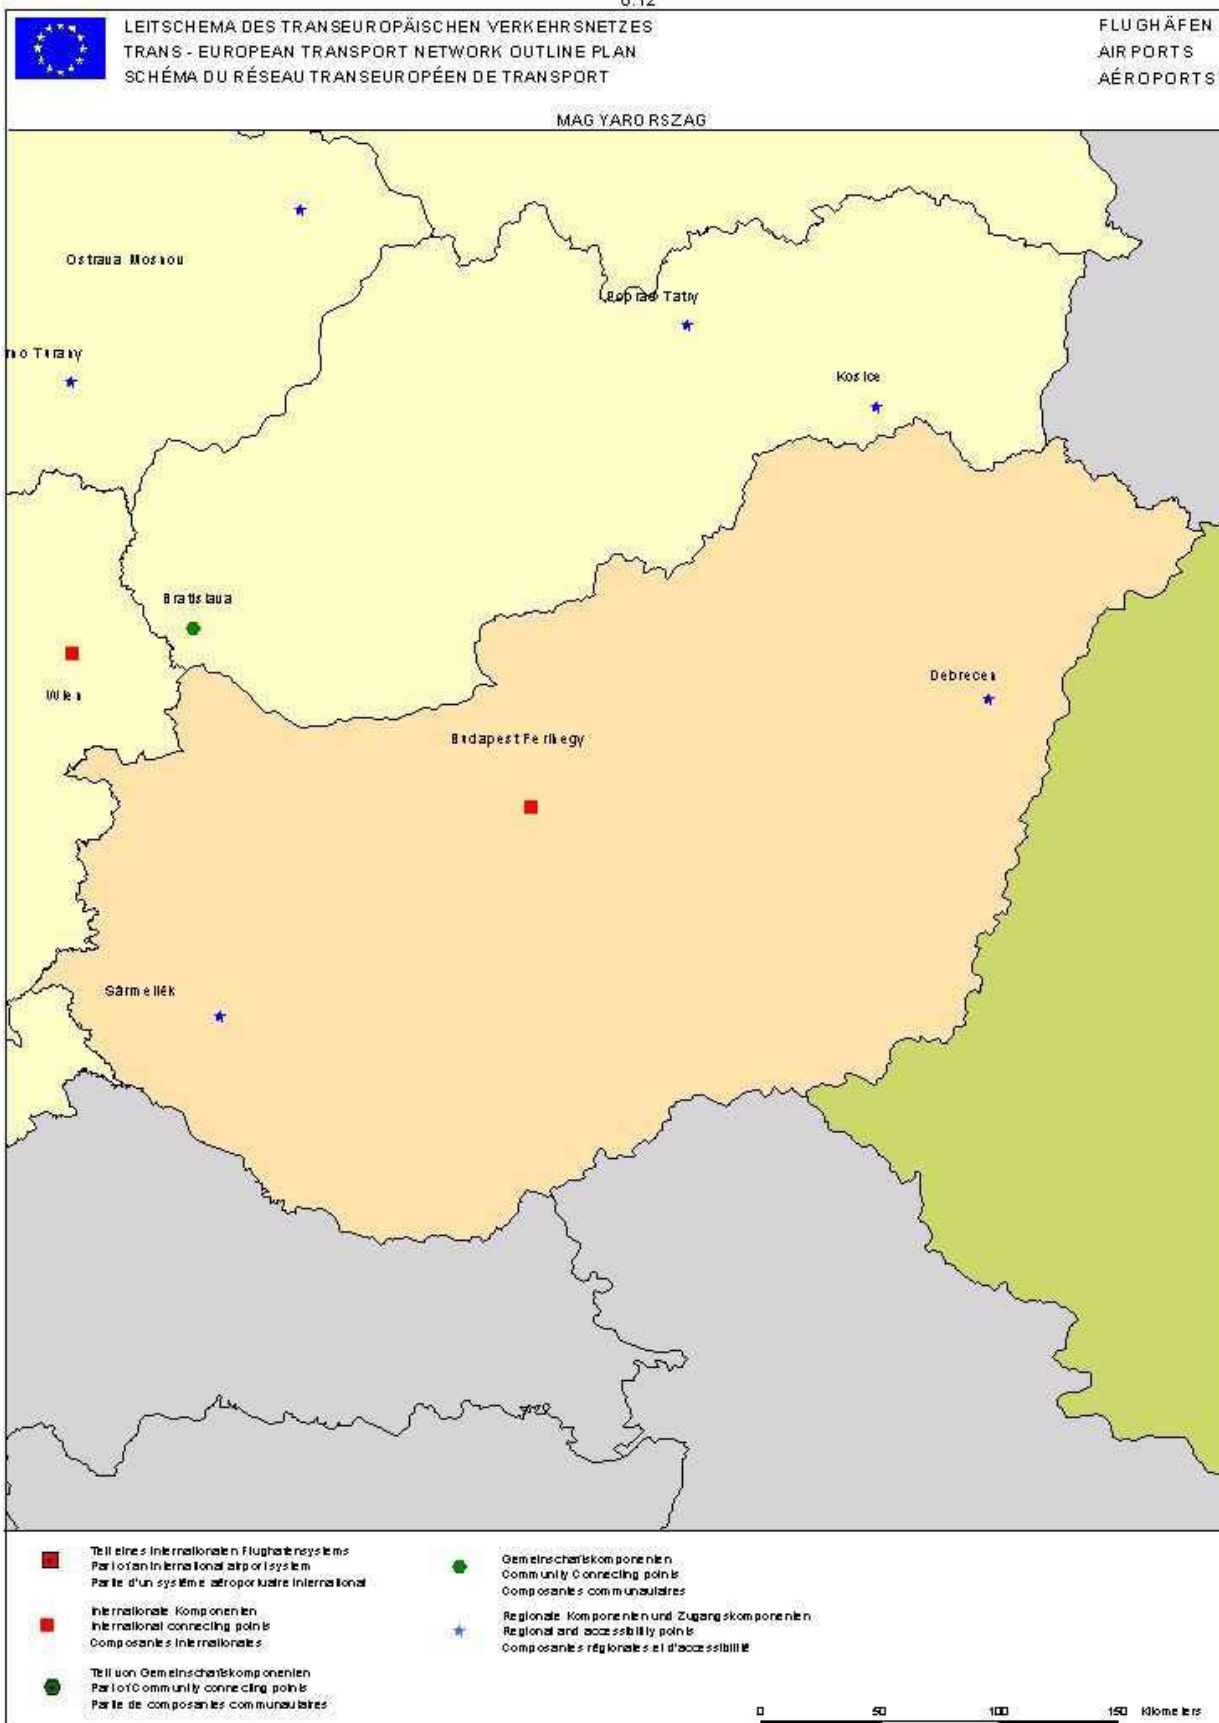 LEITSCHEMA DES TRANSEUROPÄISCHEN VERKEHRSNETZES
TRANS - EUROPEAN TRANSPORT NETWORK OUTLINE PLAN
SCHÉMA DU RÉSEAU TRANSEUROPÉEN DE TRANSPORT
FLUGHÄFEN
AIRPORTS
AÉROPORTS
MAGYARORSZAG
Ostrava Mosnov
no Turany
Poprad Tatry
Kosice
Bratislava
Wien
Debrecen
Budapest Ferihegy
Sármellék
Teil eines Internationalen Flughafensystems
Part of an International airport system
Partie d'un système aéroportuaire international
Internationale Komponenten
International connecting points
Composantes internationales
Teil von Gemeinschaftskomponenten
Part of Community connecting points
Partie de composantes communautaires
Gemeinschaftskomponenten
Community Connecting points
Composantes communautaires
Regionale Komponenten und Zugangskomponenten
Regional and accessibility points
Composantes régionales et d'accessibilité
0 50 100 150 Kilometers